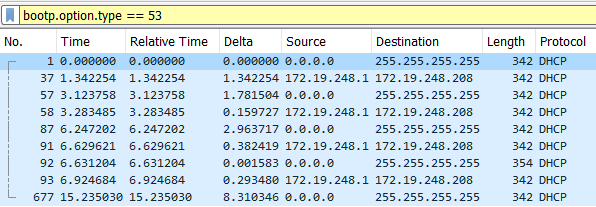 bootp.option.type == 53
No. Time Relative Time Delta Source Destination Length Protocol
1 0.000000 0.000000 0.000000 0.0.0.0 255.255.255.255 342 DHCP
37 1.342254 1.342254 1.342254 172.19.248.1 172.19.248.208 342 DHCP
57 3.123758 3.123758 1.781504 0.0.0.0 255.255.255.255 342 DHCP
58 3.283485 3.283485 0.159727 172.19.248.1 172.19.248.208 342 DHCP
87 6.247202 6.247202 2.963717 0.0.0.0 255.255.255.255 342 DHCP
91 6.629621 6.629621 0.382419 172.19.248.1 172.19.248.208 342 DHCP
92 6.631204 6.631204 0.001583 0.0.0.0 255.255.255.255 354 DHCP
93 6.924684 6.924684 0.293480 172.19.248.1 172.19.248.208 342 DHCP
677 15.235030 15.235030 8.310346 0.0.0.0 255.255.255.255 342 DHCP